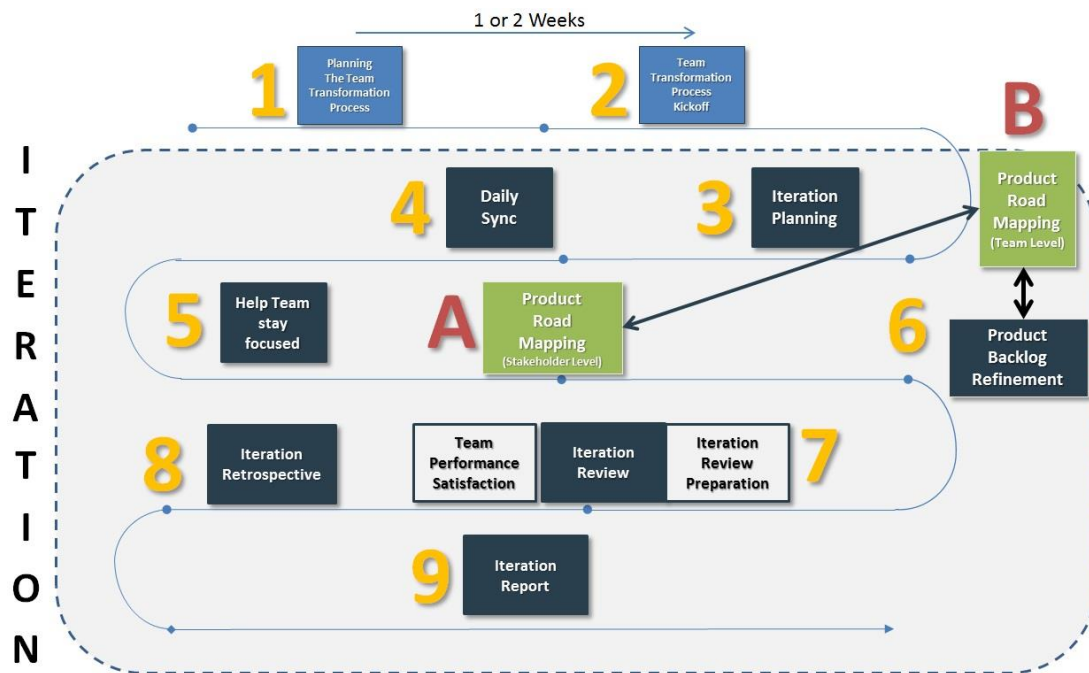 1 or 2 Weeks
1
Planning
The Team
Transformation
Process
2
Team
Transformation
Process
Kickoff
B
Product
Road
Mapping
(Team Level)
I
T
E
R
A
T
I
O
N
4
Daily
Sync
3
Iteration
Planning
5
Help Team
stay
focused
A
Product
Road
Mapping
(Stakeholder Level)
6
Product
Backlog
Refinement
8
Iteration
Retrospective
Team
Performance
Satisfaction
Iteration
Review
Iteration
Review
Preparation
7
9
Iteration
Report